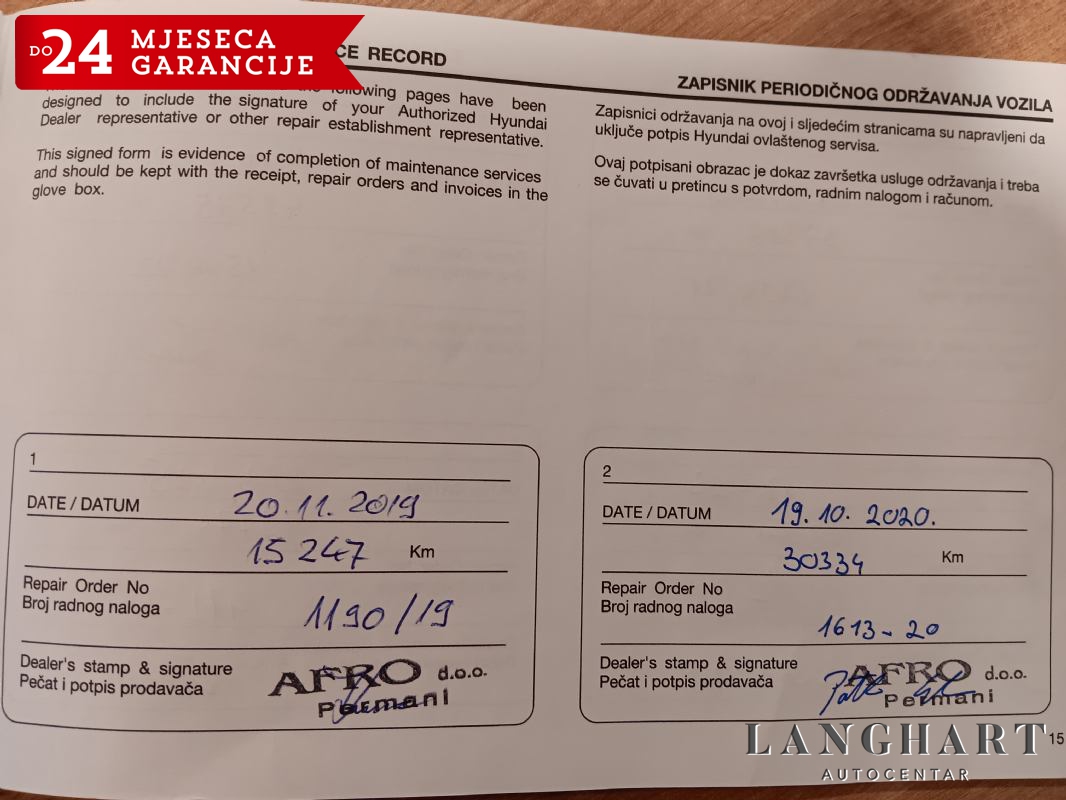 DO 24 MJESECA
GARANCIJE
CE RECORD
following pages have been
designed to include the signature of your Authorized Hyundai
Dealer representative or other repair establishment representative.
This signed form is evidence of completion of maintenance services
and should be kept with the receipt, repair orders and invoices in the
glove box.
ZAPISNIK PERIODIČNOG ODRŽAVANJA VOZILA
Zapisnici održavanja na ovoj i sljedećim stranicama su napravljeni da
uključe potpis Hyundai ovlaštenog servisa.
Ovaj potpisani obrazac je dokaz završetka usluge održavanja i treba
se čuvati u pretincu s potvrdom, radnim nalogom i računom.
1
DATE / DATUM 20.11.2019
15 247 Km
Repair Order No
Broj radnog naloga 1190/19
Dealer's stamp & signature
Pečat i potpis prodavača
AFRO d.o.o.
Permani
2
DATE / DATUM 19.10.2020.
30334 Km
Repair Order No
Broj radnog naloga
1613-20
Dealer's stamp & signature
Pečat i potpis prodavača
AFRO d.o.o.
Permani
15
LANGHART
AUTOCENTAR